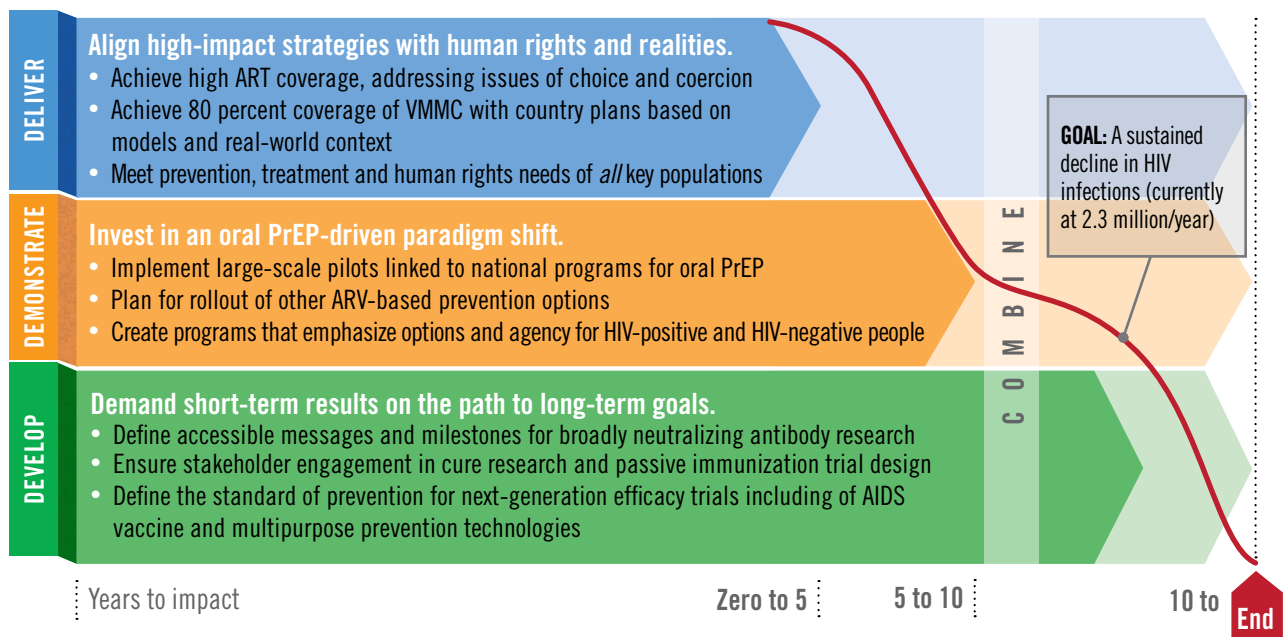 DELIVER
Align high-impact strategies with human rights and realities.
• Achieve high ART coverage, addressing issues of choice and coercion
• Achieve 80 percent coverage of VMMC with country plans based on
models and real-world context
• Meet prevention, treatment and human rights needs of all key populations
DEMONSTRATE
Invest in an oral PrEP-driven paradigm shift.
• Implement large-scale pilots linked to national programs for oral PrEP
• Plan for rollout of other ARV-based prevention options
• Create programs that emphasize options and agency for HIV-positive and HIV-negative people
DEVELOP
Demand short-term results on the path to long-term goals.
• Define accessible messages and milestones for broadly neutralizing antibody research
• Ensure stakeholder engagement in cure research and passive immunization trial design
• Define the standard of prevention for next-generation efficacy trials including of AIDS
vaccine and multipurpose prevention technologies
COMBINE
GOAL: A sustained
decline in HIV
infections (currently
at 2.3 million/year)
Years to impact
Zero to 5
5 to 10
10 to
End